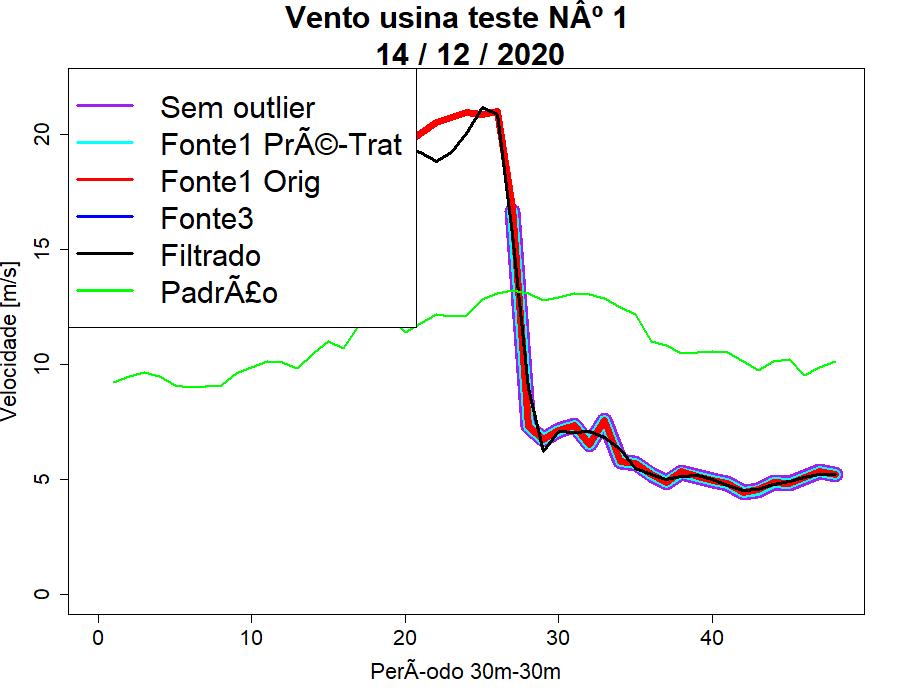 Vento usina teste NÂº 1
14 / 12 / 2020
Sem outlier
Fonte1 PrÃ©-Trat
Fonte1 Orig
Fonte3
Filtrado
PadrÃ£o
Velocidade [m/s]
20
15
10
5
0
0 10 20 30 40
PerÃ-odo 30m-30m